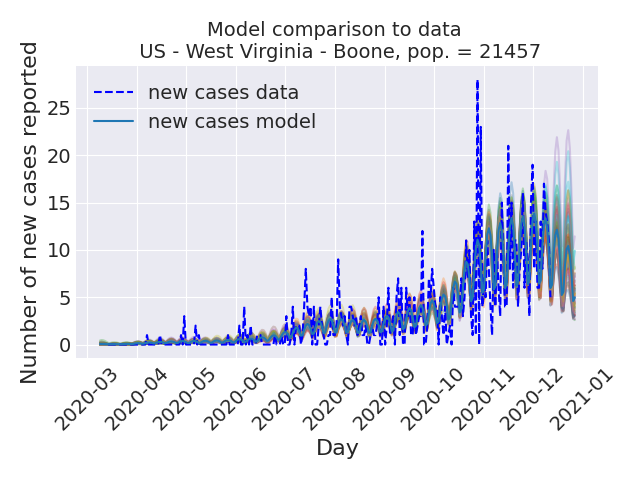 Model comparison to data
US - West Virginia - Boone, pop. = 21457
Number of new cases reported
new cases data
new cases model
25
20
15
10
5
0
2020-03
2020-04
2020-05
2020-06
2020-07
2020-08
2020-09
2020-10
2020-11
2020-12
2021-01
Day